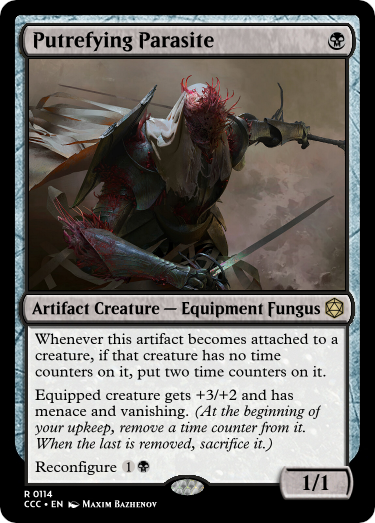 Putrefying Parasite
Artifact Creature — Equipment Fungus
Whenever this artifact becomes attached to a
creature, if that creature has no time
counters on it, put two time counters on it.
Equipped creature gets +3/+2 and has
menace and vanishing. (At the beginning of
your upkeep, remove a time counter from it.
When the last is removed, sacrifice it.)
Reconfigure 1
1/1
R 0114
CCC • EN Maxim Bazhenov